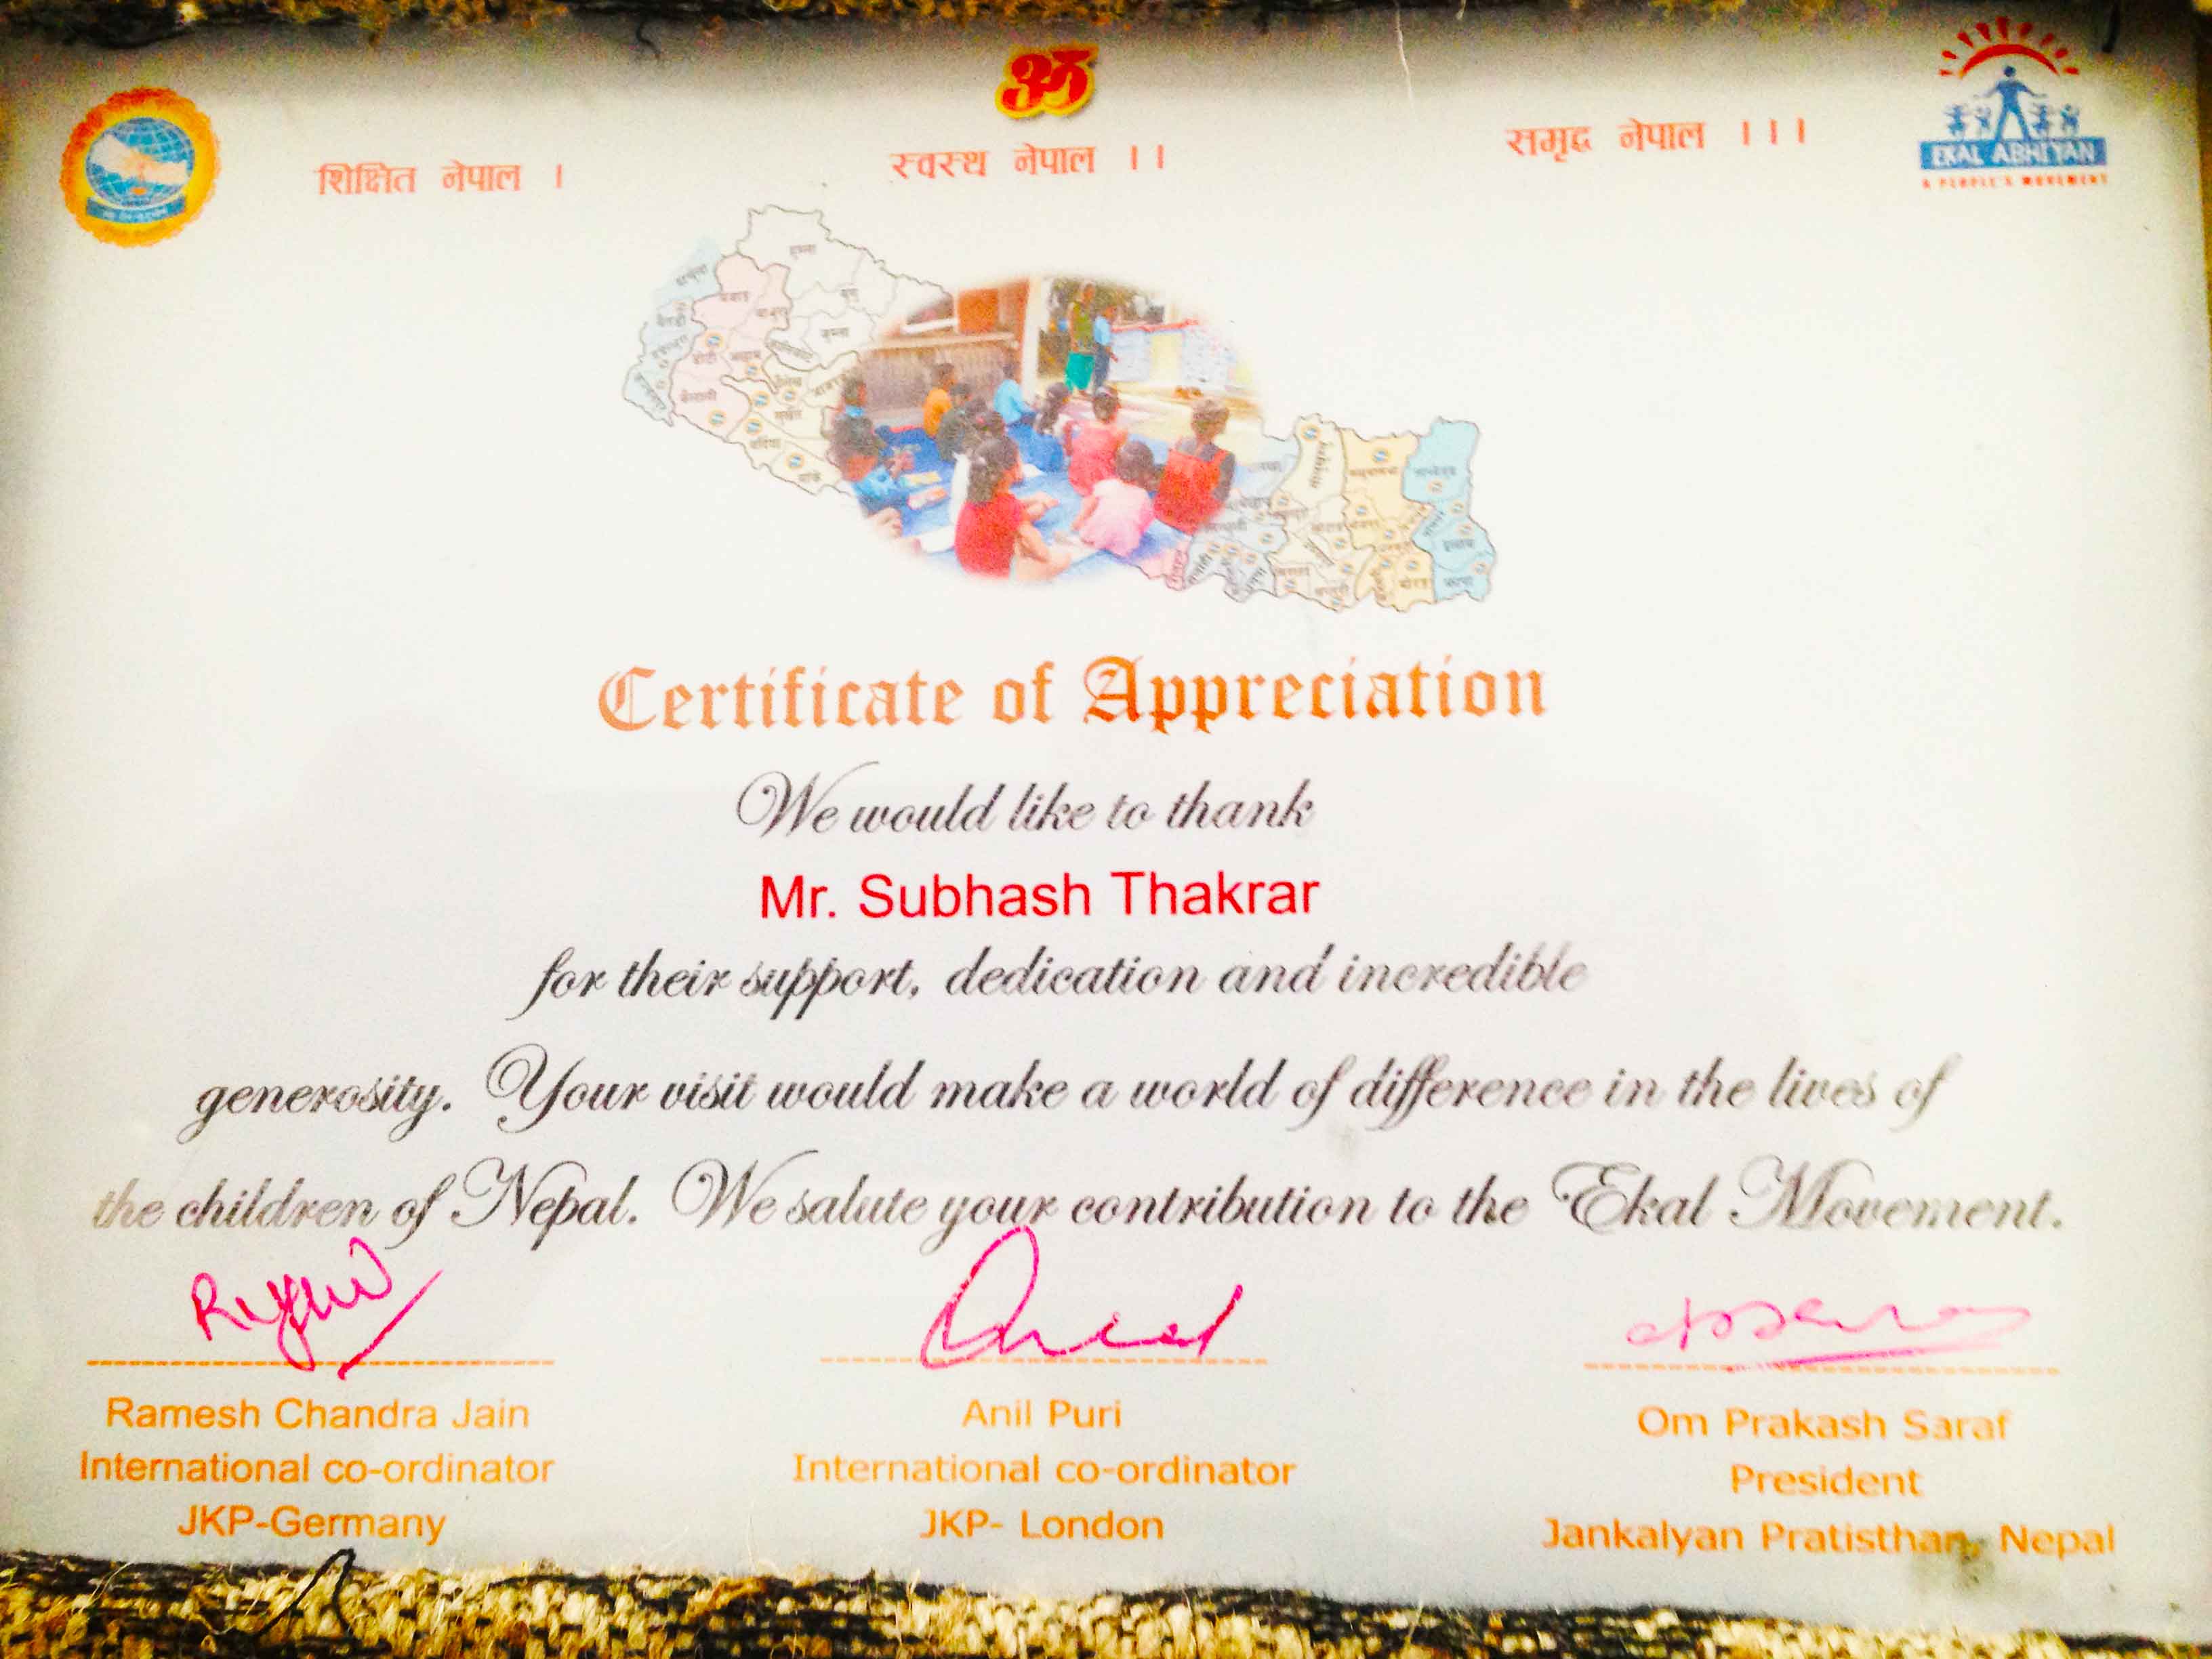 ॐ
शिक्षित नेपाल । स्वस्थ नेपाल ।। समृद्ध नेपाल ।।।
EKAL ABHIYAN
A PEOPLE'S MOVEMENT
Certificate of Appreciation
We would like to thank
Mr. Subhash Thakrar
for their support, dedication and incredible
generosity. Your visit would make a world of difference in the lives of
the children of Nepal. We salute your contribution to the Ekal Movement.
Ramesh Chandra Jain
International co-ordinator
JKP-Germany
Anil Puri
International co-ordinator
JKP- London
Om Prakash Saraf
President
Jankalyan Pratisthan, Nepal